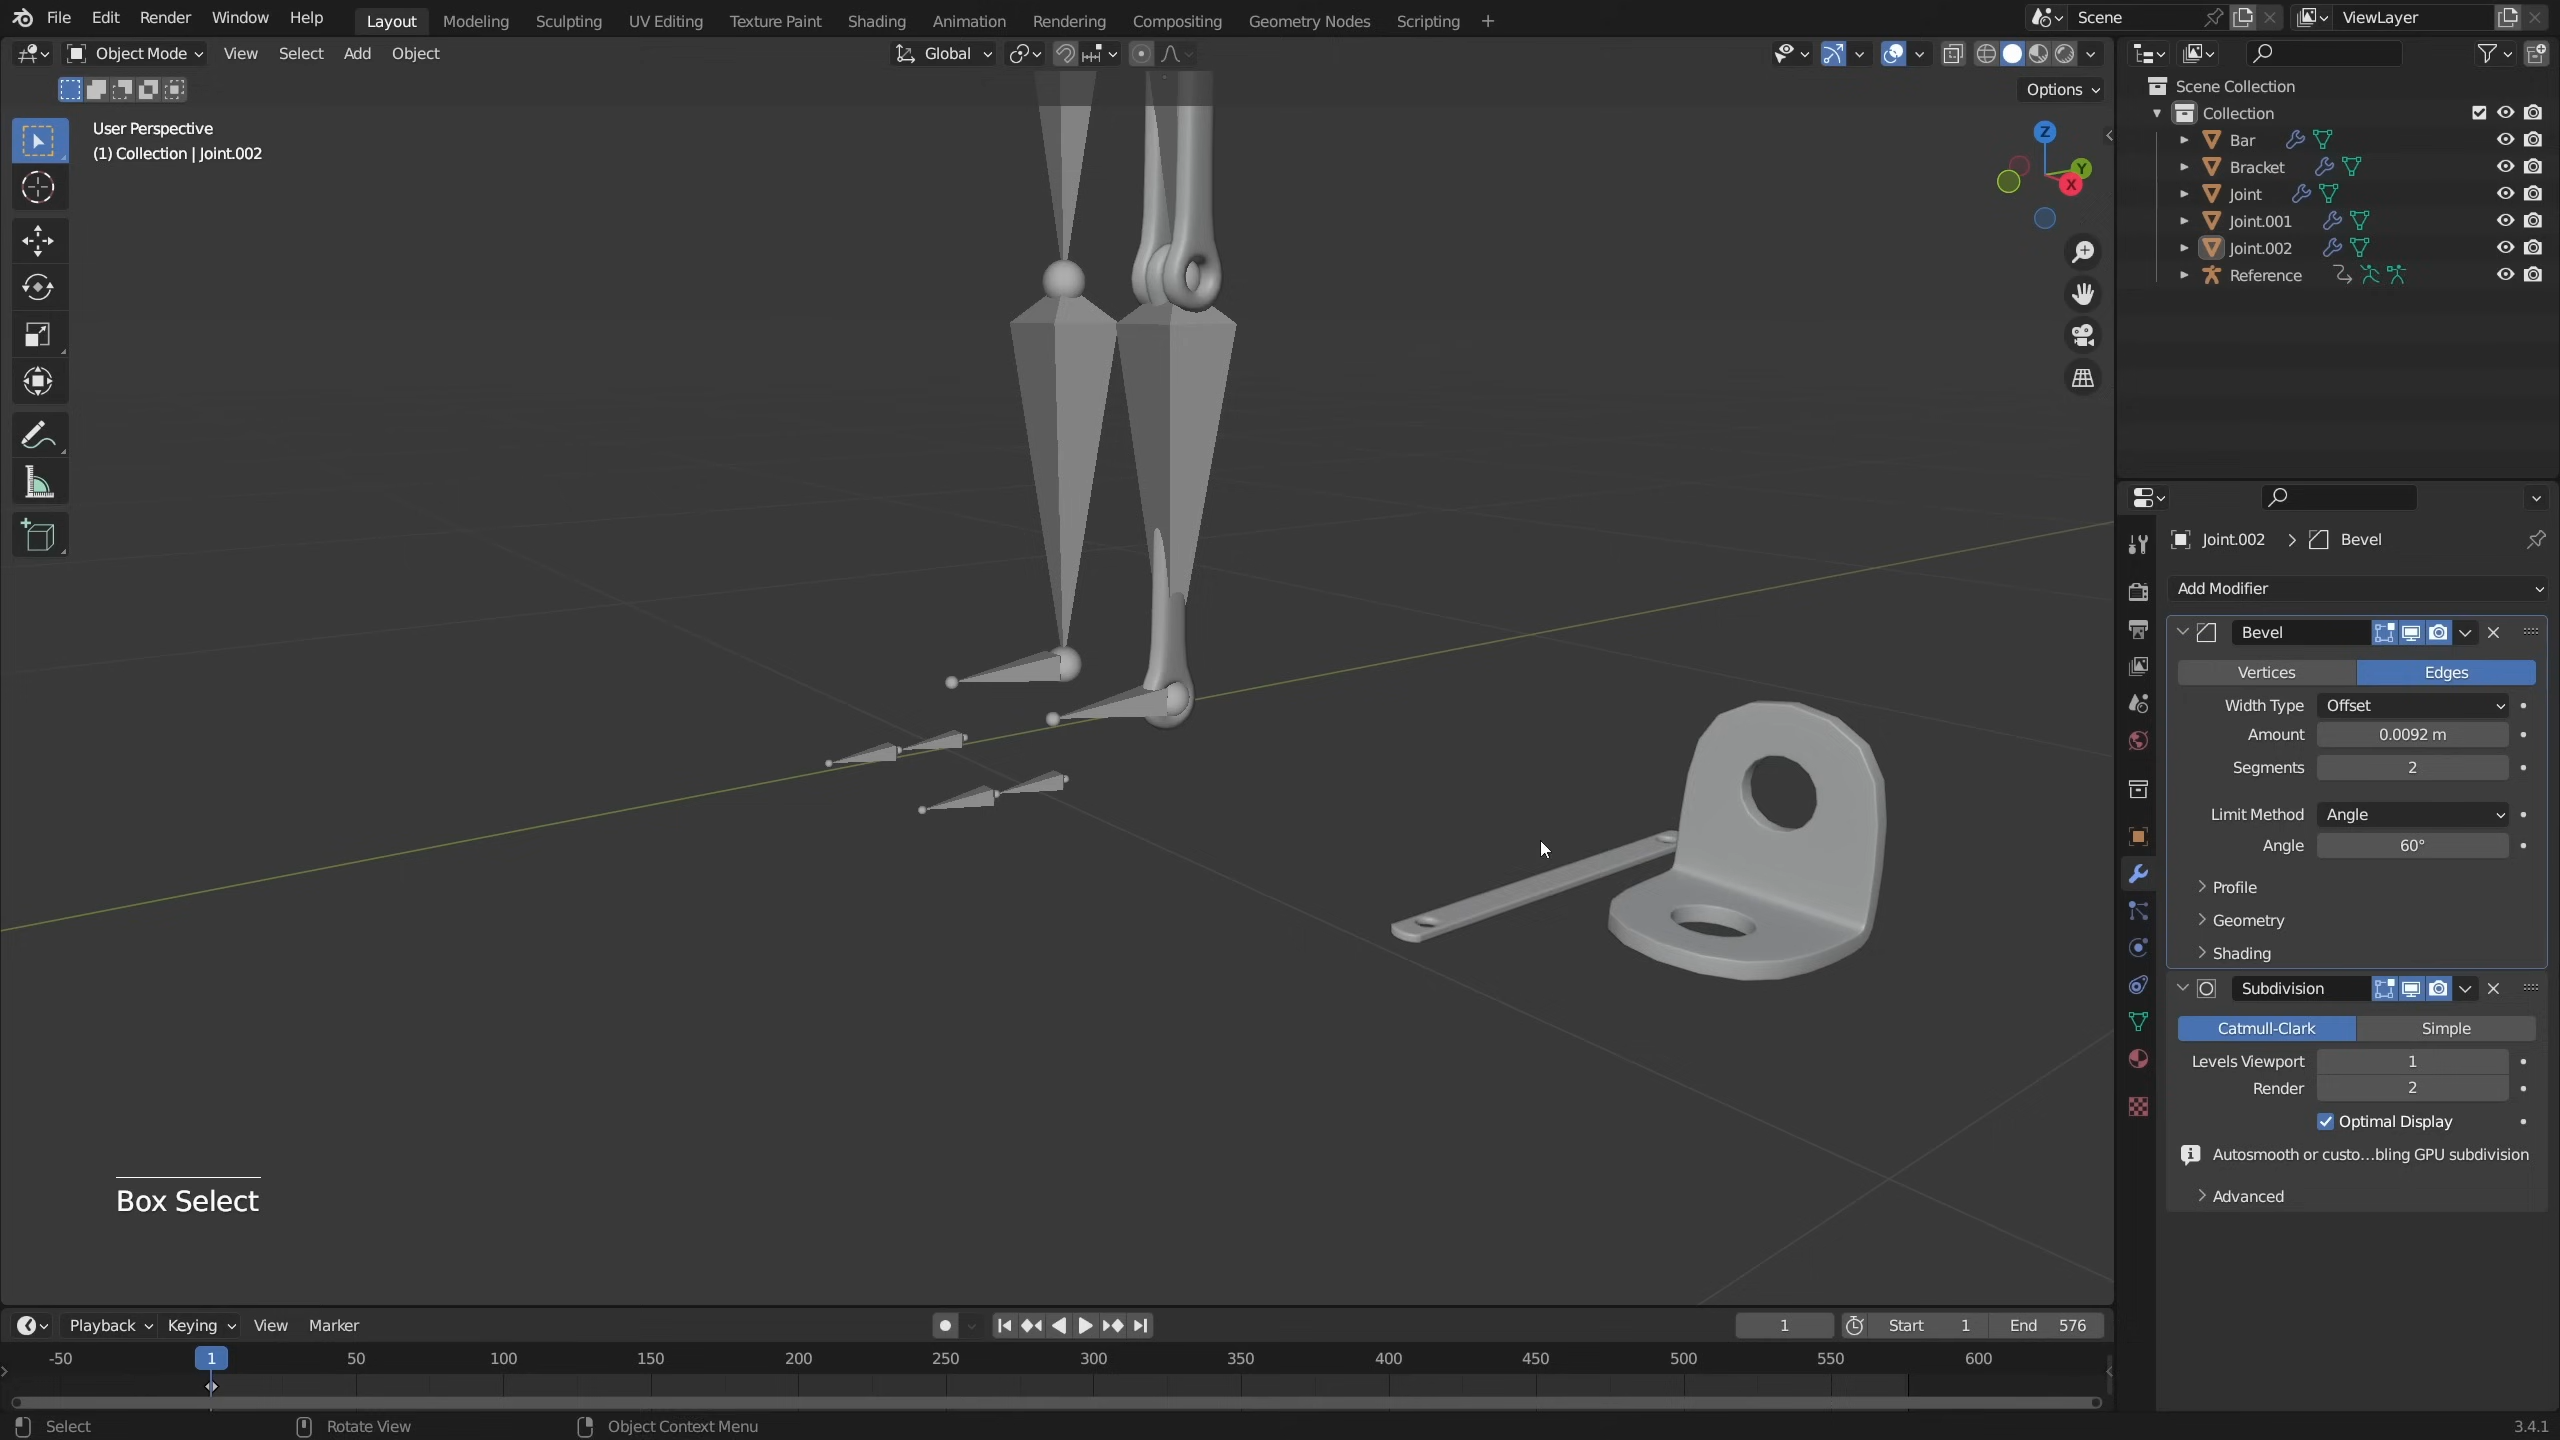 File Edit Render Window Help Layout Modeling Sculpting UV Editing Texture Paint Shading Animation Rendering Compositing Geometry Nodes Scripting + Scene ViewLayer
Object Mode View Select Add Object Global
Options
User Perspective
(1) Collection | Joint.002
Z
Y
X
Box Select
Scene Collection
Collection
Bar
Bracket
Joint
Joint.001
Joint.002
Reference
Joint.002 > Bevel
Add Modifier
Bevel
Vertices Edges
Width Type Offset
Amount 0.0092 m
Segments 2
Limit Method Angle
Angle 60°
Profile
Geometry
Shading
Subdivision
Catmull-Clark Simple
Levels Viewport 1
Render 2
Optimal Display
Autosmooth or custo...bling GPU subdivision
Advanced
Playback Keying View Marker 1 Start 1 End 576
-50 1 50 100 150 200 250 300 350 400 450 500 550 600
Select Rotate View Object Context Menu 3.4.1